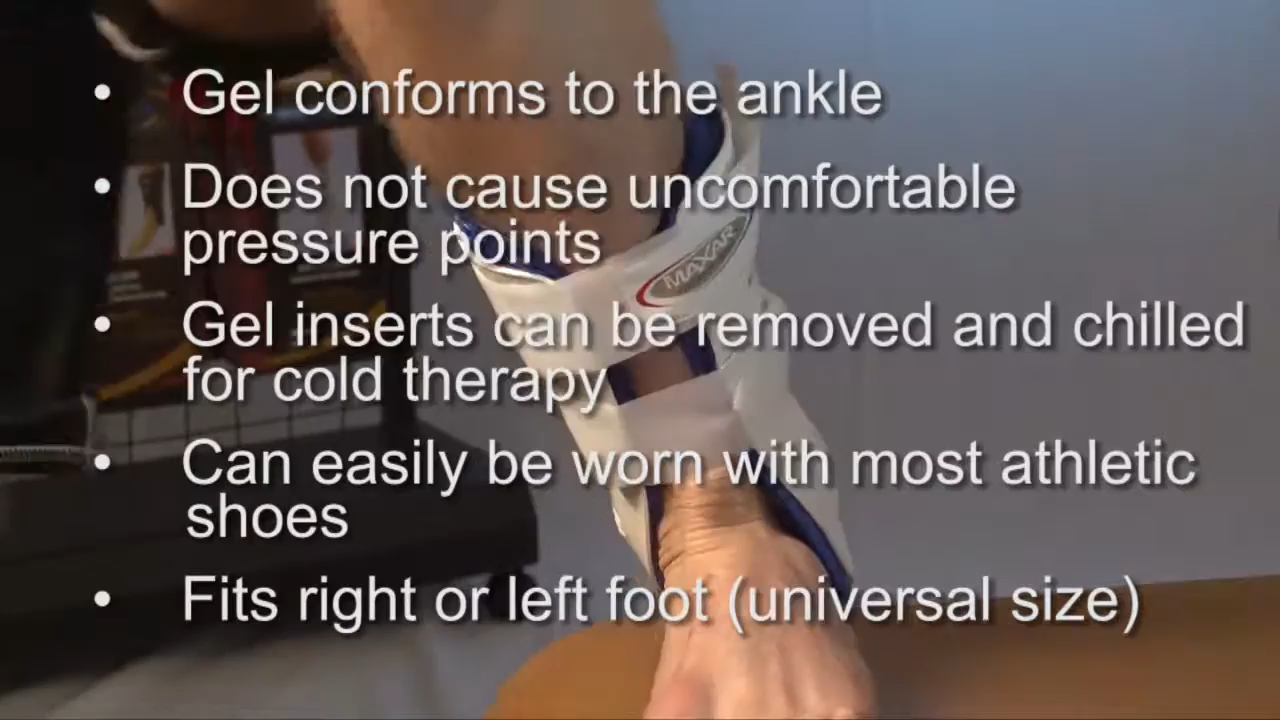 • Gel conforms to the ankle
• Does not cause uncomfortable
pressure points
MAXAR
• Gel inserts can be removed and chilled
for cold therapy
• Can easily be worn with most athletic
shoes
• Fits right or left foot (universal size)